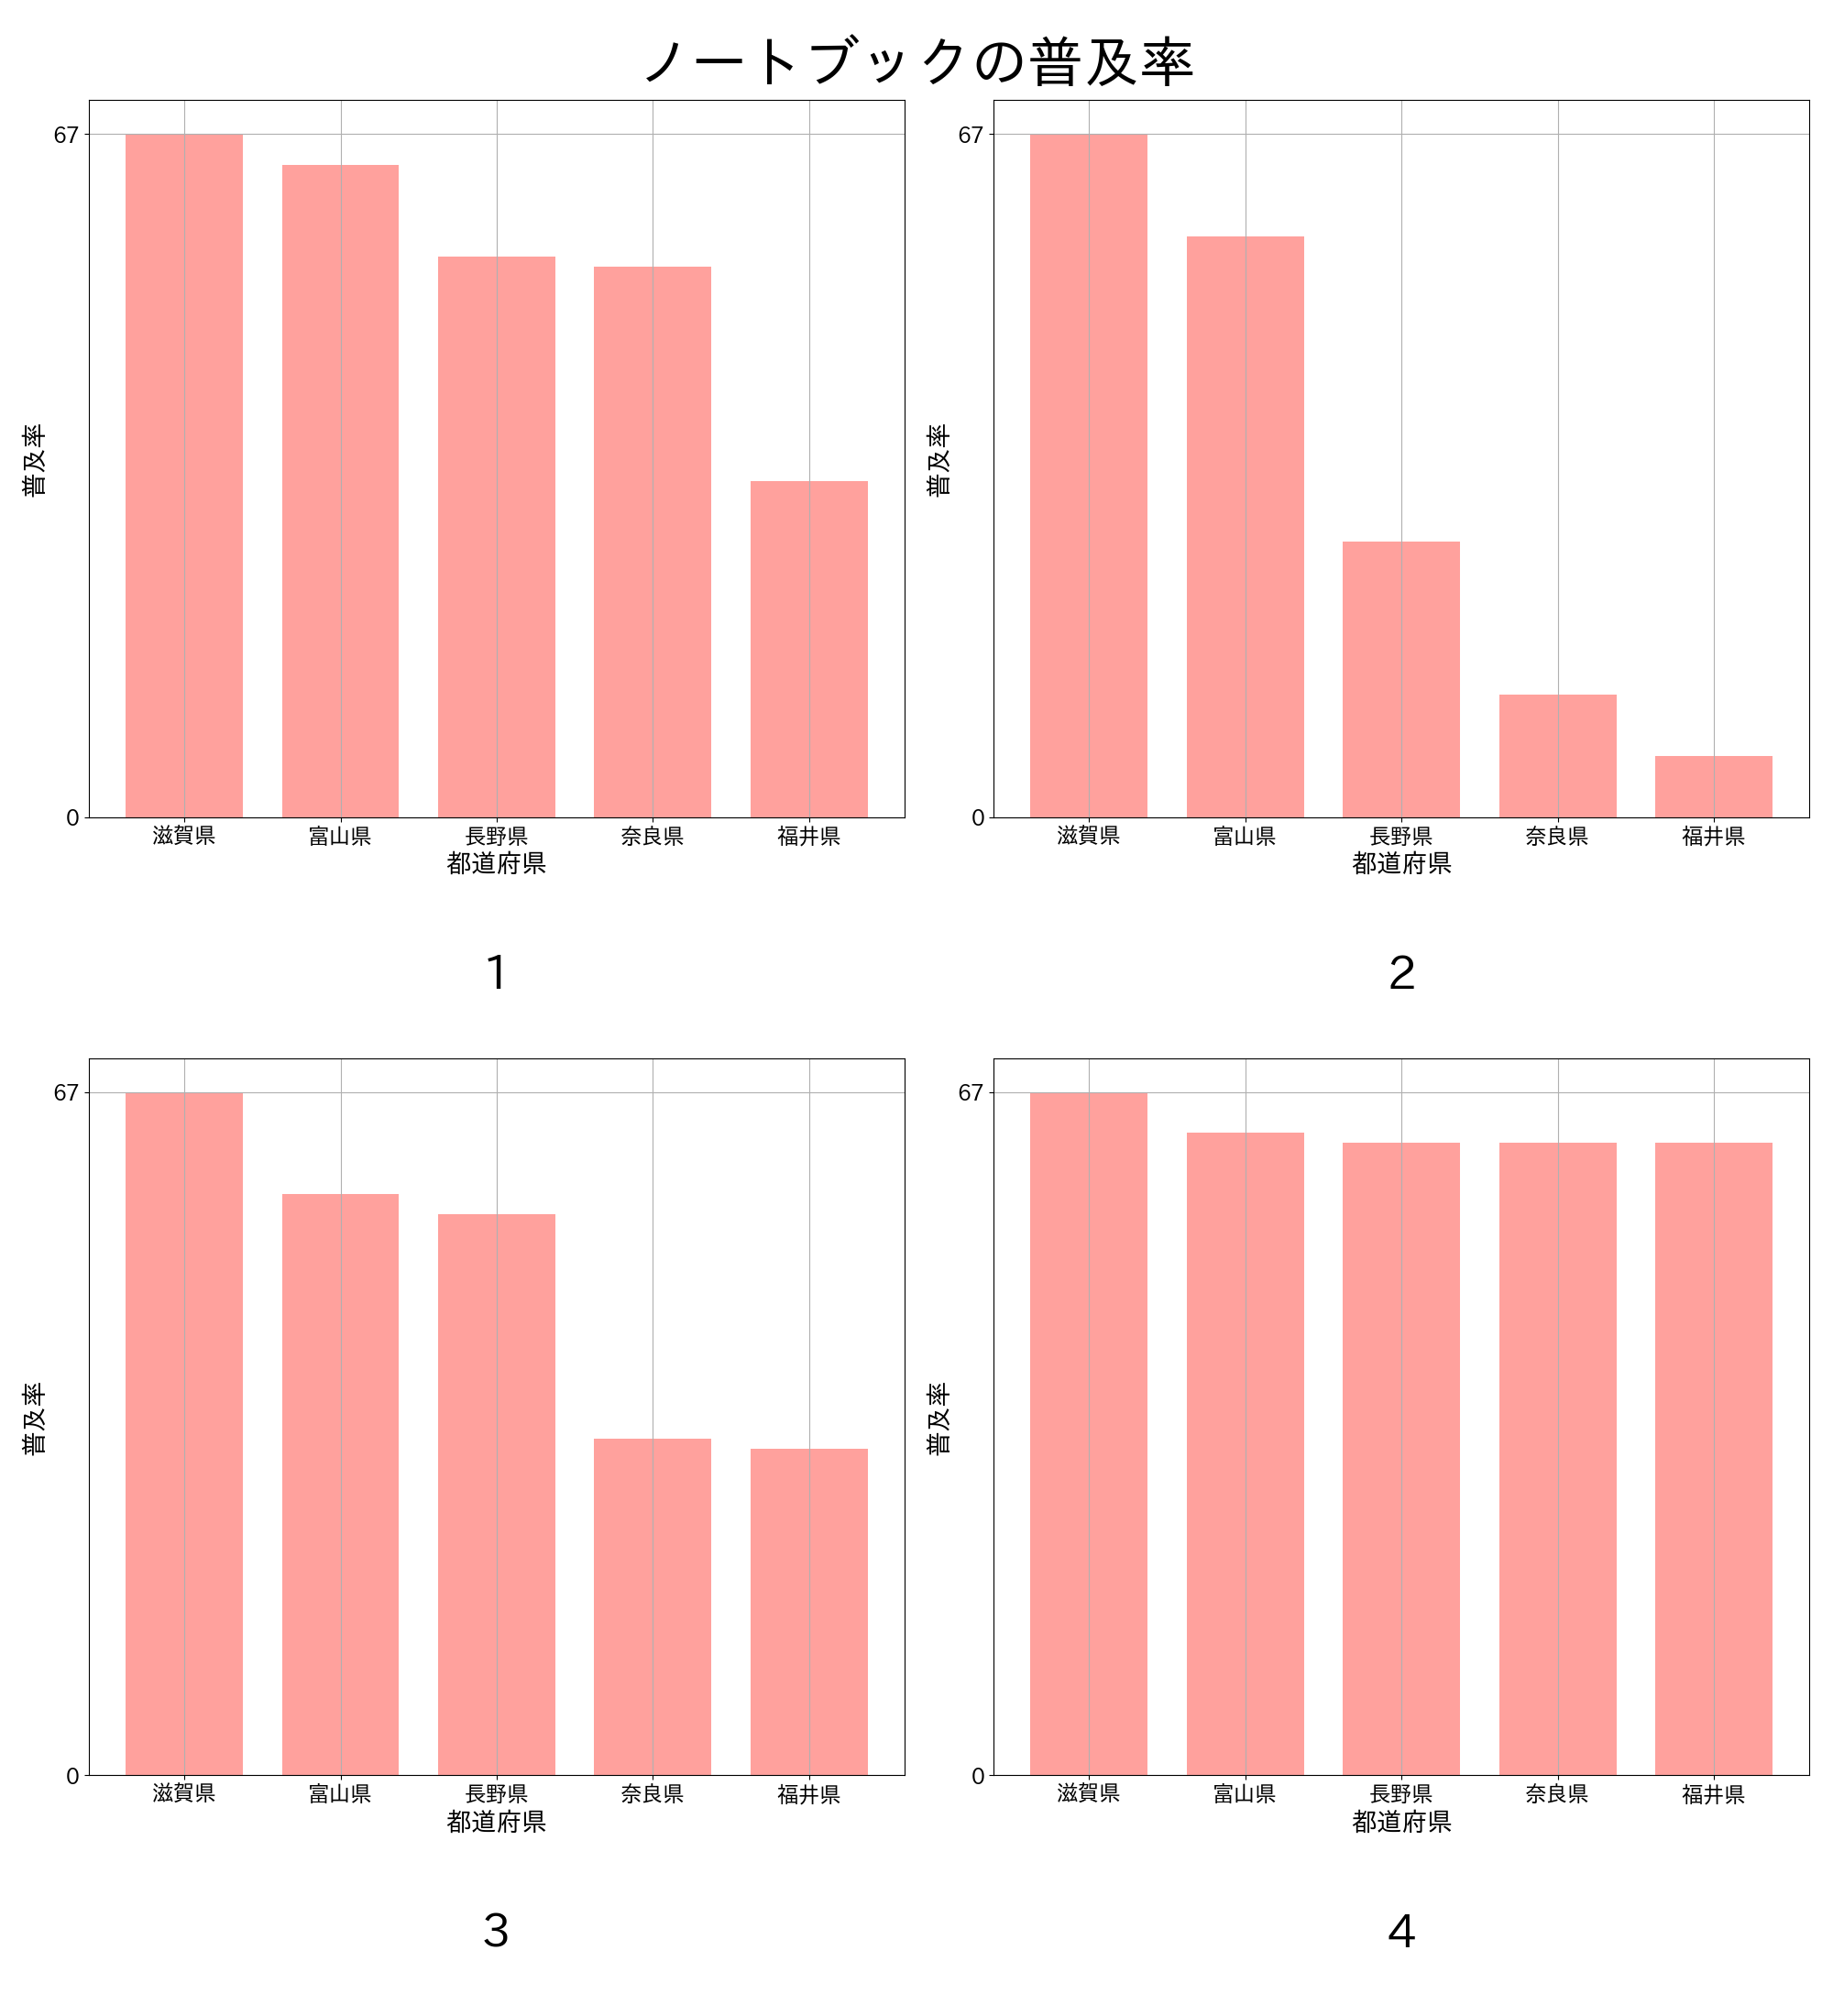 ノートブックの普及率
67
0
普及率
滋賀県 富山県 長野県 奈良県 福井県
都道府県
1
67
0
普及率
滋賀県 富山県 長野県 奈良県 福井県
都道府県
2
67
0
普及率
滋賀県 富山県 長野県 奈良県 福井県
都道府県
3
67
0
普及率
滋賀県 富山県 長野県 奈良県 福井県
都道府県
4